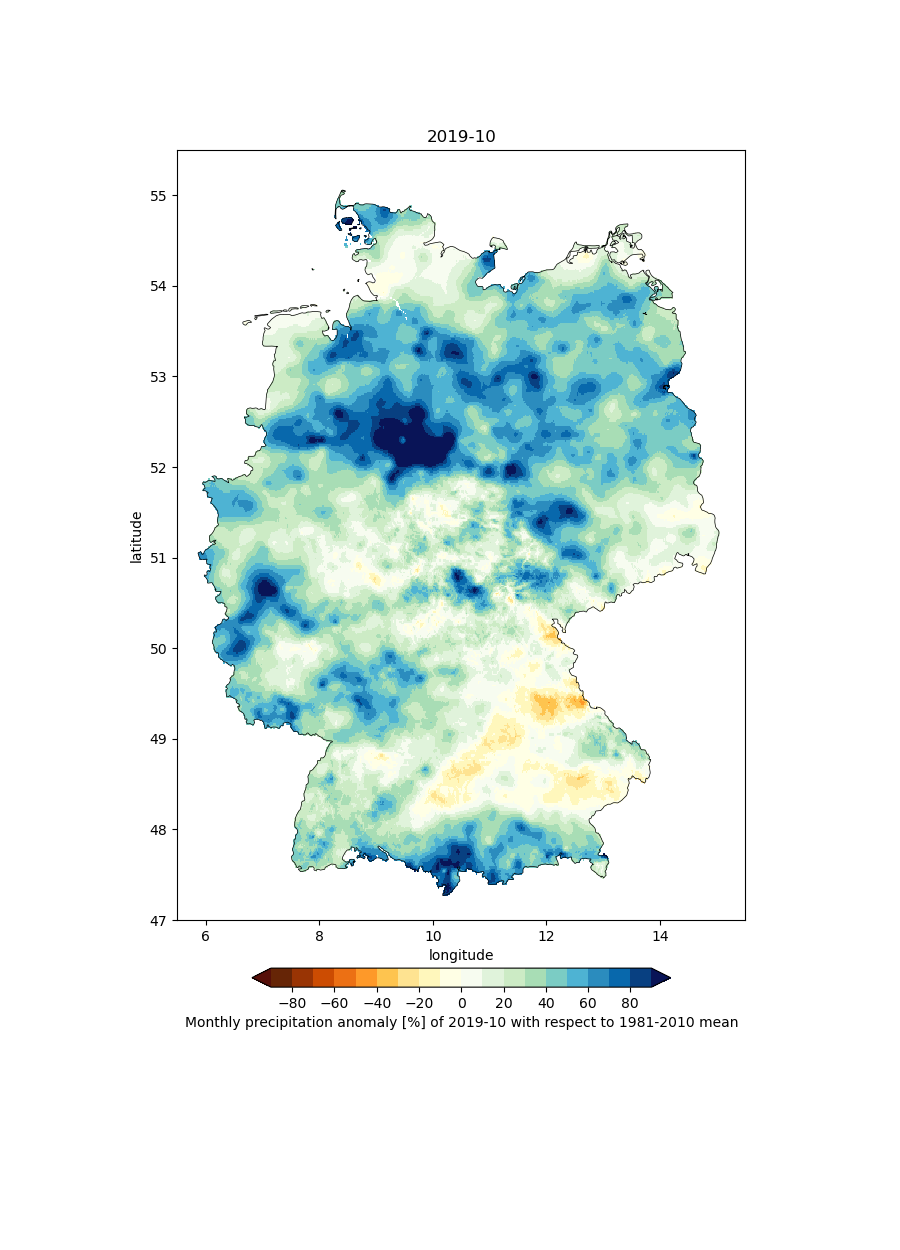 2019-10
55
54
53
52
51
50
49
48
47
latitude
6 8 10 12 14
longitude
−80 −60 −40 −20 0 20 40 60 80
Monthly precipitation anomaly [%] of 2019-10 with respect to 1981-2010 mean